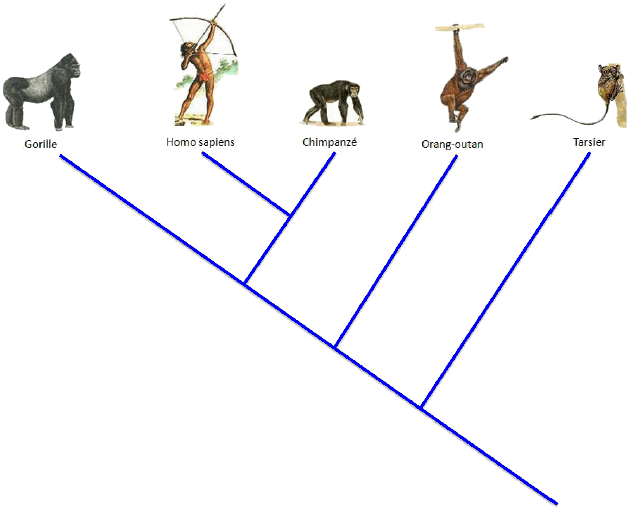 Gorille
Homo sapiens
Chimpanzé
Orang-outan
Tarsier